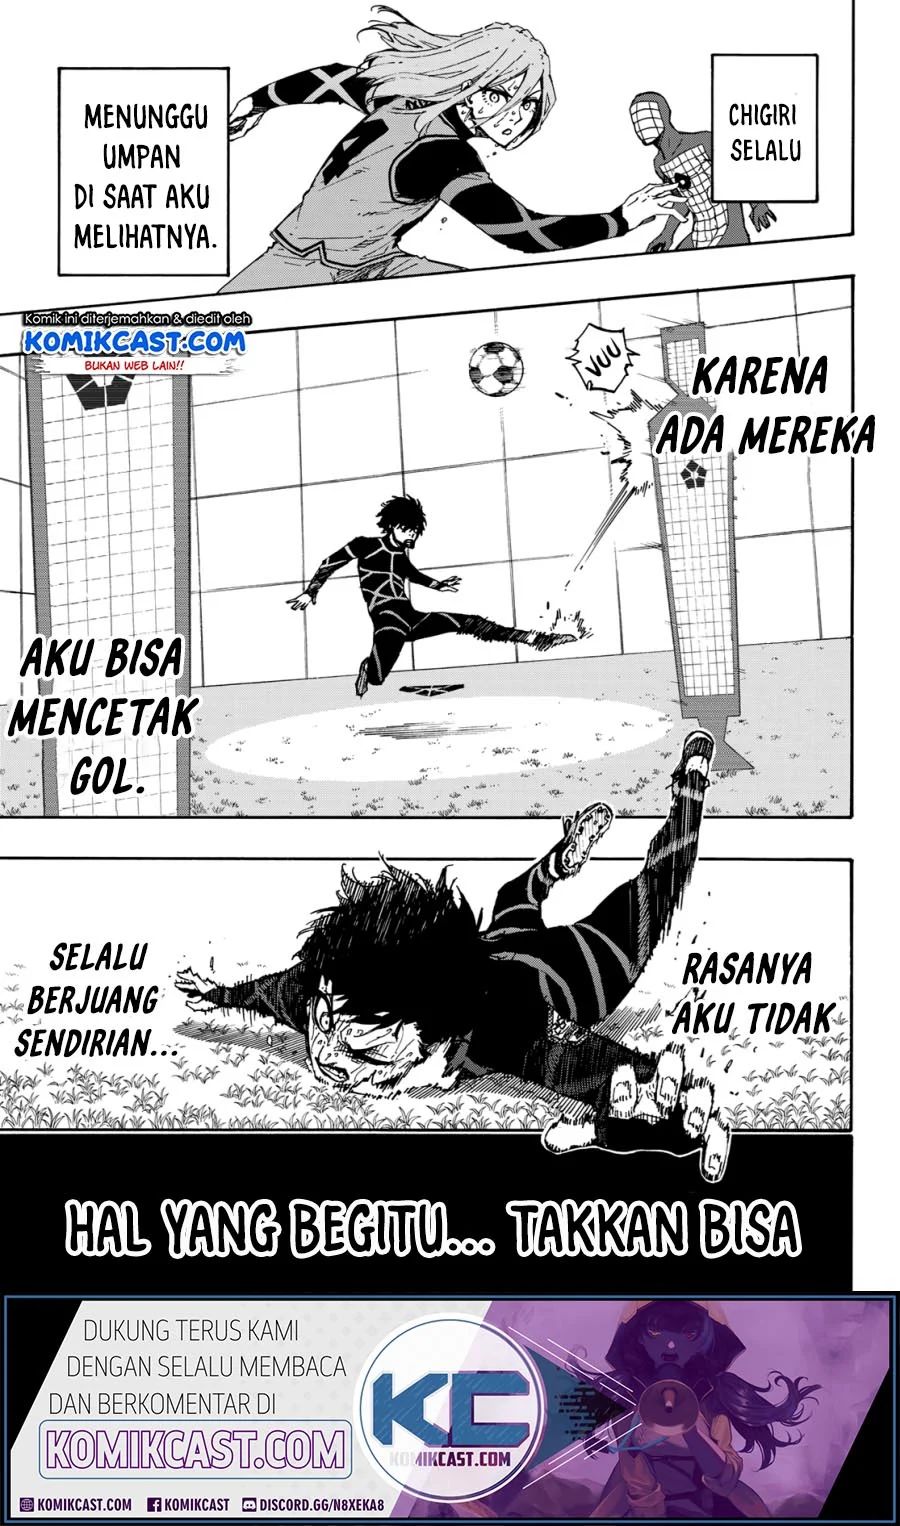 CHIGIRI
SELALU
MENUNGGU
UMPAN
DI SAAT AKU
MELIHATNYA.
Komik ini diterjemahkan & diedit oleh
KOMIKCAST.COM
BUKAN WEB LAIN!!
VUU
KARENA
ADA MEREKA
AKU BISA
MENCETAK
GOL.
RASANYA
AKU TIDAK
SELALU
BERJUANG
SENDIRIAN...
HAL YANG BEGITU... TAKKAN BISA
DUKUNG TERUS KAMI
DENGAN SELALU MEMBACA
DAN BERKOMENTAR DI
KOMIKCAST.COM
KC
KOMIKCAST.COM
KOMIKCAST.COM
KOMIKCAST
DISCORD.GG/N8XEKA8